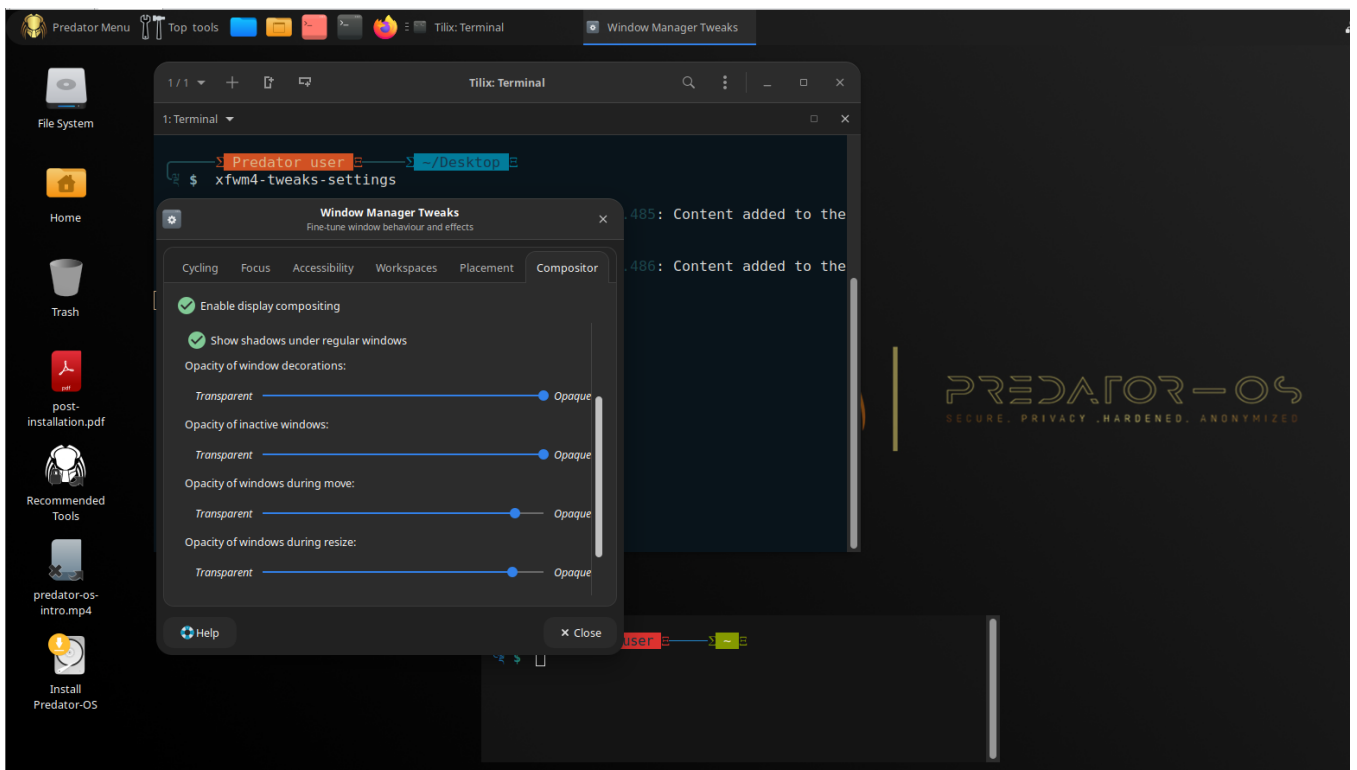 Predator Menu
Top tools
Tilix: Terminal
Window Manager Tweaks
File System
Home
Trash
pdf
post-
installation.pdf
Recommended
Tools
predator-os-
intro.mp4
Install
Predator-OS
1 / 1
Tilix: Terminal
1: Terminal
Predator user
~/Desktop
$ xfwm4-tweaks-settings
.485: Content added to the
.486: Content added to the
Window Manager Tweaks
Fine-tune window behaviour and effects
Cycling Focus Accessibility Workspaces Placement Compositor
Enable display compositing
Show shadows under regular windows
Opacity of window decorations:
Transparent Opaque
Opacity of inactive windows:
Transparent Opaque
Opacity of windows during move:
Transparent Opaque
Opacity of windows during resize:
Transparent Opaque
Help
Close
user ~
$
PREDATOR-OS
SECURE. PRIVACY .HARDENED. ANONYMIZED